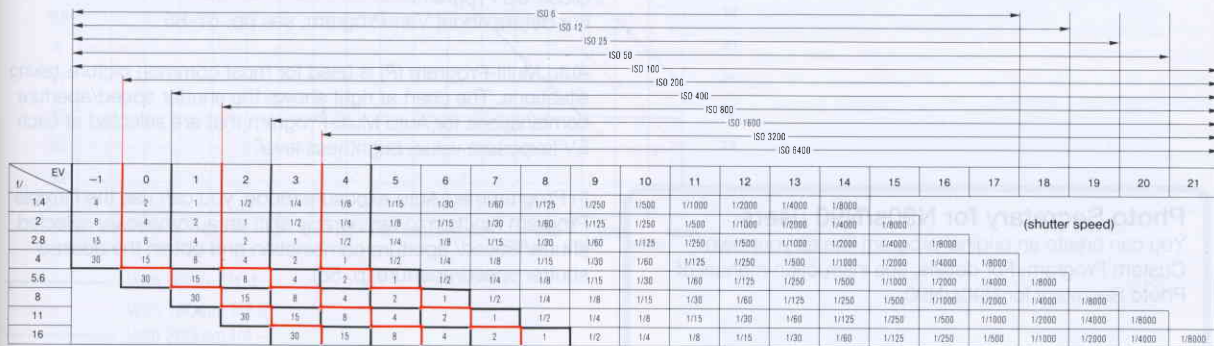 ISO 6
ISO 12
ISO 25
ISO 50
ISO 100
ISO 200
ISO 400
ISO 800
ISO 1600
ISO 3200
ISO 6400
f/ EV −1 0 1 2 3 4 5 6 7 8 9 10 11 12 13 14 15 16 17 18 19 20 21
1.4 4 2 1 1/2 1/4 1/8 1/15 1/30 1/60 1/125 1/250 1/500 1/1000 1/2000 1/4000 1/8000
2 8 4 2 1 1/2 1/4 1/8 1/15 1/30 1/60 1/125 1/250 1/500 1/1000 1/2000 1/4000 1/8000 (shutter speed)
2.8 15 8 4 2 1 1/2 1/4 1/8 1/15 1/30 1/60 1/125 1/250 1/500 1/1000 1/2000 1/4000 1/8000
4 30 15 8 4 2 1 1/2 1/4 1/8 1/15 1/30 1/60 1/125 1/250 1/500 1/1000 1/2000 1/4000 1/8000
5.6 30 15 8 4 2 1 1/2 1/4 1/8 1/15 1/30 1/60 1/125 1/250 1/500 1/1000 1/2000 1/4000 1/8000
8 30 15 8 4 2 1 1/2 1/4 1/8 1/15 1/30 1/60 1/125 1/250 1/500 1/1000 1/2000 1/4000 1/8000
11 30 15 8 4 2 1 1/2 1/4 1/8 1/15 1/30 1/60 1/125 1/250 1/500 1/1000 1/2000 1/4000 1/8000
16 30 15 8 4 2 1 1/2 1/4 1/8 1/15 1/30 1/60 1/125 1/250 1/500 1/1000 1/2000 1/4000 1/8000